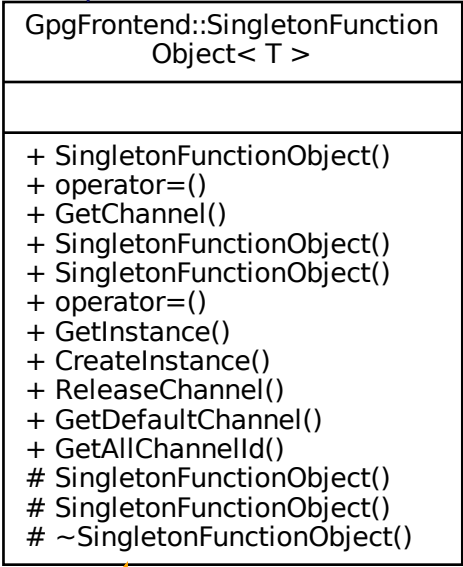 GpgFrontend::SingletonFunction
Object< T >
+ SingletonFunctionObject()
+ operator=()
+ GetChannel()
+ SingletonFunctionObject()
+ SingletonFunctionObject()
+ operator=()
+ GetInstance()
+ CreateInstance()
+ ReleaseChannel()
+ GetDefaultChannel()
+ GetAllChannelId()
# SingletonFunctionObject()
# SingletonFunctionObject()
# ~SingletonFunctionObject()